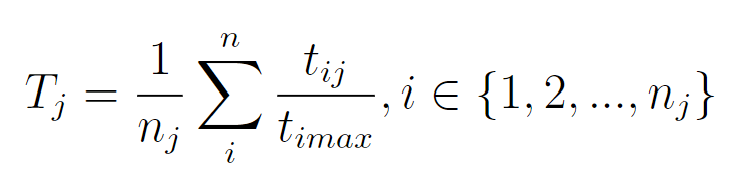 T_j = \frac{1}{n_j} \sum_{i}^{n} \frac{t_{ij}}{t_{imax}}, i \in \{1, 2, ..., n_j\}